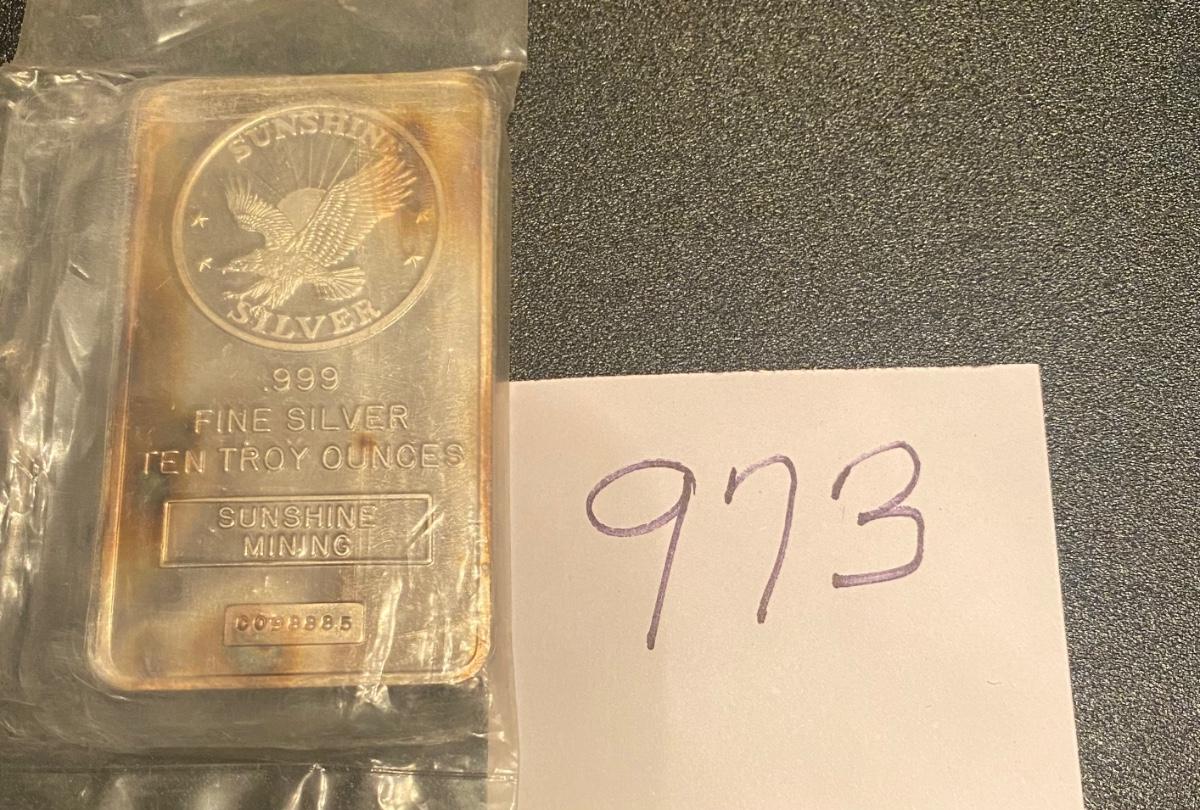 SUNSHINE
SILVER
.999
FINE SILVER
TEN TROY OUNCES
SUNSHINE
MINING
973